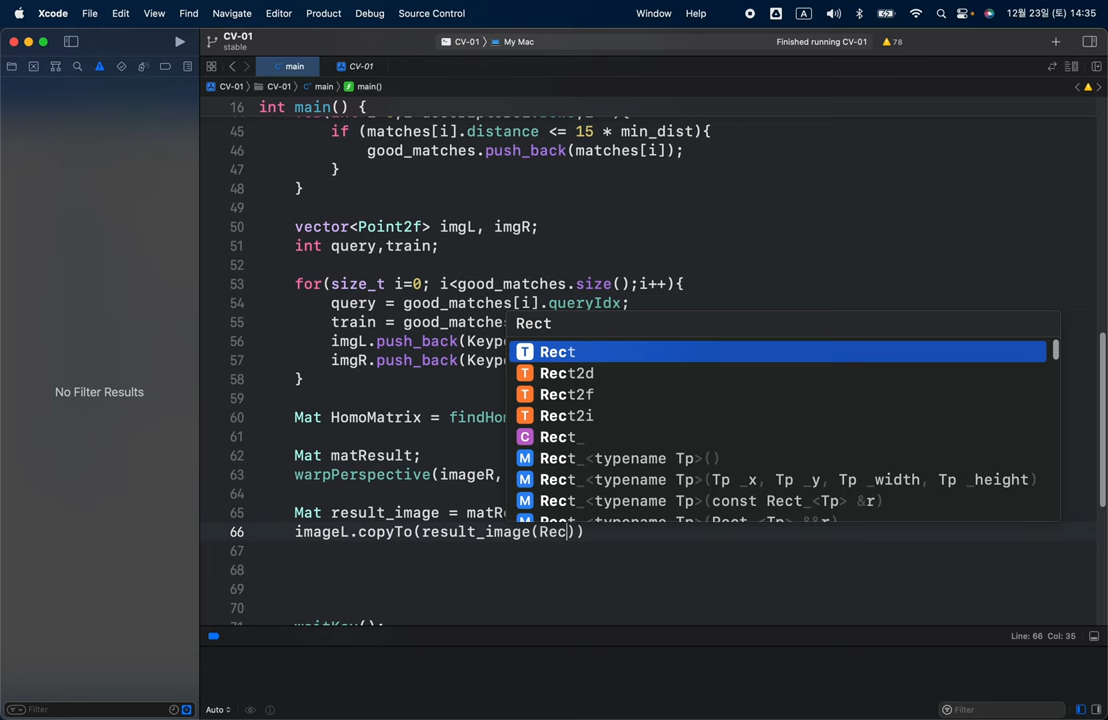 Xcode File Edit View Find Navigate Editor Product Debug Source Control Window Help A 12월 23일(토) 14:35
CV-01
stable
CV-01 〉 My Mac
Finished running CV-01
78
main
CV-01
CV-01 〉 CV-01 〉 main 〉 main()
16 int main() {
45 if (matches[i].distance <= 15 * min_dist){
46 good_matches.push_back(matches[i]);
47 }
48 }
49
50 vector<Point2f> imgL, imgR;
51 int query,train;
52
53 for(size_t i=0; i<good_matches.size();i++){
54 query = good_matches[i].queryIdx;
55 train = good_matche
56 imgL.push_back(Keyp
57 imgR.push_back(Keyp
58 }
59
60 Mat HomoMatrix = findHo
61
62 Mat matResult;
63 warpPerspective(imageR,
64
65 Mat result_image = matR
66 imageL.copyTo(result_image(Rec))
67
68
69
70
Rect
T Rect
T Rect2d
T Rect2f
T Rect2i
C Rect_
M Rect_<typename Tp>()
M Rect_<typename Tp>(Tp _x, Tp _y, Tp _width, Tp _height)
M Rect_<typename Tp>(const Rect_<Tp> &r)
M Rect_<typename Tp>(Rect_<Tp> &&r)
No Filter Results
Line: 66 Col: 35
Filter
Auto
Filter